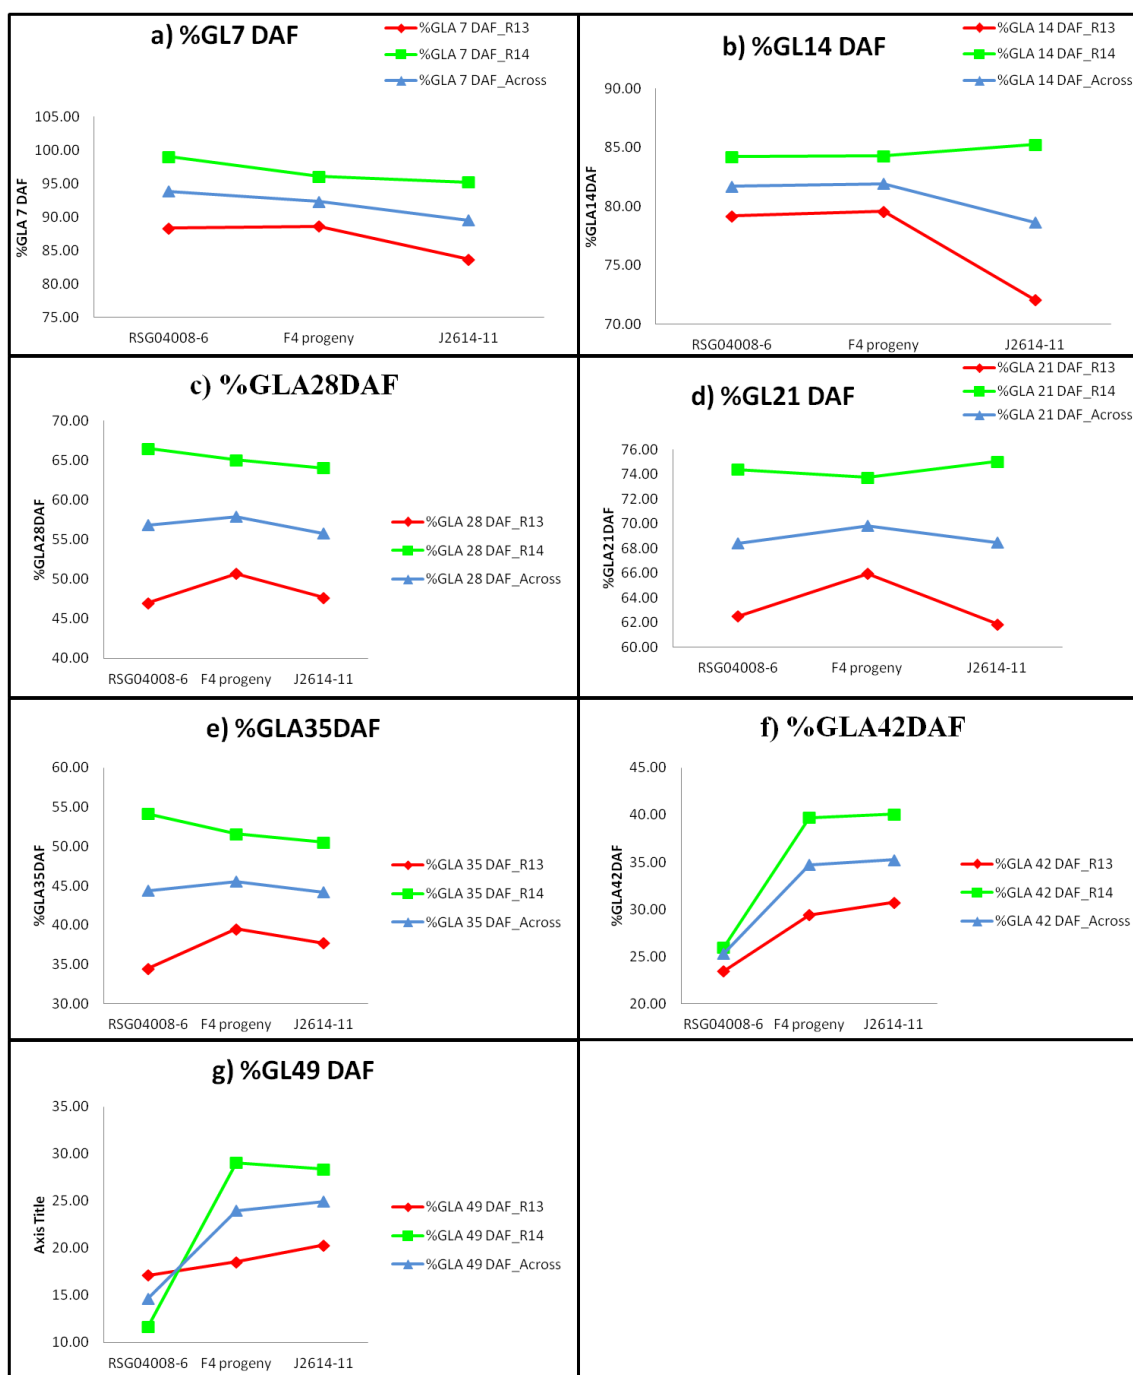 a) %GL7 DAF
%GLA 7 DAF_R13
%GLA 7 DAF_R14
%GLA 7 DAF_Across
%GLA 7 DAF
105.00
100.00
95.00
90.00
85.00
80.00
75.00
RSG04008-6 F4 progeny J2614-11
b) %GL14 DAF
%GLA 14 DAF_R13
%GLA 14 DAF_R14
%GLA 14 DAF_Across
%GLA14DAF
90.00
85.00
80.00
75.00
70.00
RSG04008-6 F4 progeny J2614-11
c) %GLA28DAF
%GLA28DAF
70.00
65.00
60.00
55.00
50.00
45.00
40.00
RSG04008-6 F4 progeny J2614-11
%GLA 28 DAF_R13
%GLA 28 DAF_R14
%GLA 28 DAF_Across
d) %GL21 DAF
%GLA 21 DAF_R13
%GLA 21 DAF_R14
%GLA 21 DAF_Across
%GLA21DAF
76.00
74.00
72.00
70.00
68.00
66.00
64.00
62.00
60.00
RSG04008-6 F4 progeny J2614-11
e) %GLA35DAF
%GLA35DAF
60.00
55.00
50.00
45.00
40.00
35.00
30.00
RSG04008-6 F4 progeny J2614-11
%GLA 35 DAF_R13
%GLA 35 DAF_R14
%GLA 35 DAF_Across
f) %GLA42DAF
%GLA42DAF
45.00
40.00
35.00
30.00
25.00
20.00
RSG04008-6 F4 progeny J2614-11
%GLA 42 DAF_R13
%GLA 42 DAF_R14
%GLA 42 DAF_Across
g) %GL49 DAF
Axis Title
35.00
30.00
25.00
20.00
15.00
10.00
RSG04008-6 F4 progeny J2614-11
%GLA 49 DAF_R13
%GLA 49 DAF_R14
%GLA 49 DAF_Across